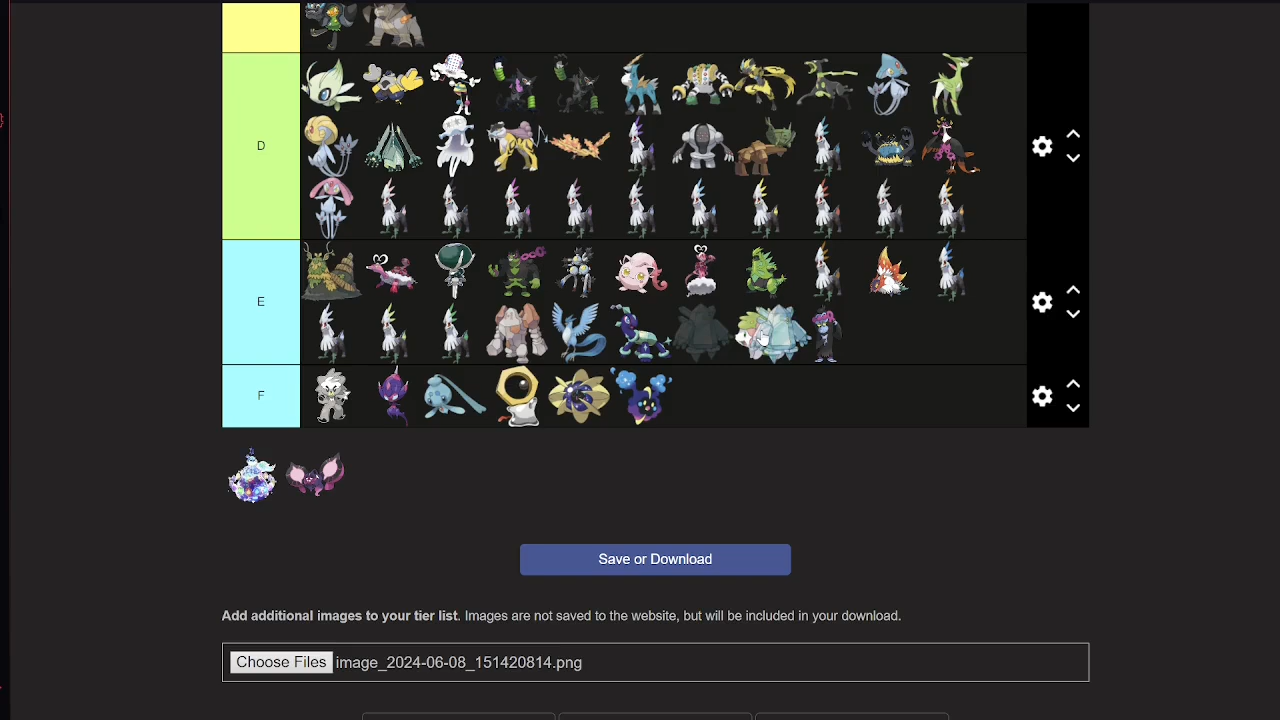 D
E
F
Save or Download
Add additional images to your tier list. Images are not saved to the website, but will be included in your download.
Choose Files image_2024-06-08_151420814.png